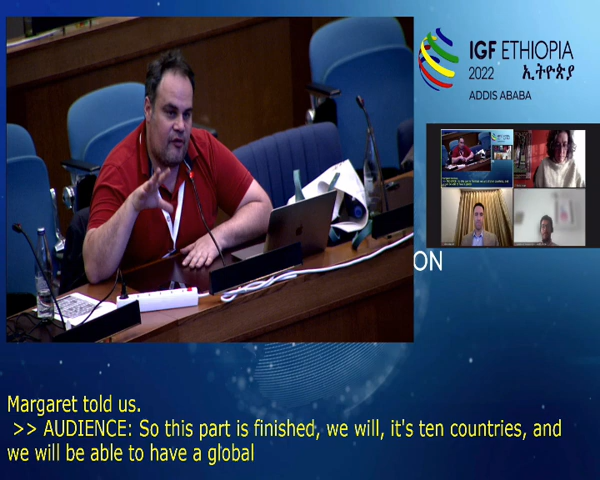 IGF ETHIOPIA
2022 ኢትዮጵያ
ADDIS ABABA
ON
Margaret told us.
>> AUDIENCE: So this part is finished, we will, it's ten countries, and
we will be able to have a global